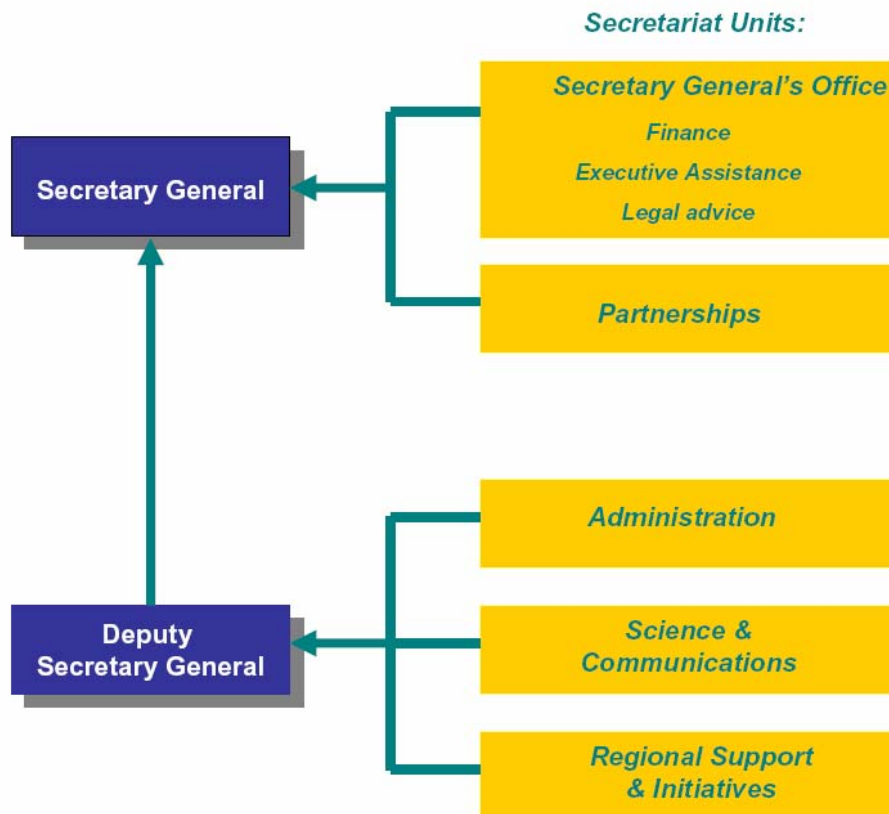 Secretariat Units:
Secretary General's Office
Finance
Executive Assistance
Legal advice
Secretary General
Partnerships
Administration
Deputy
Secretary General
Science &
Communications
Regional Support
& Initiatives